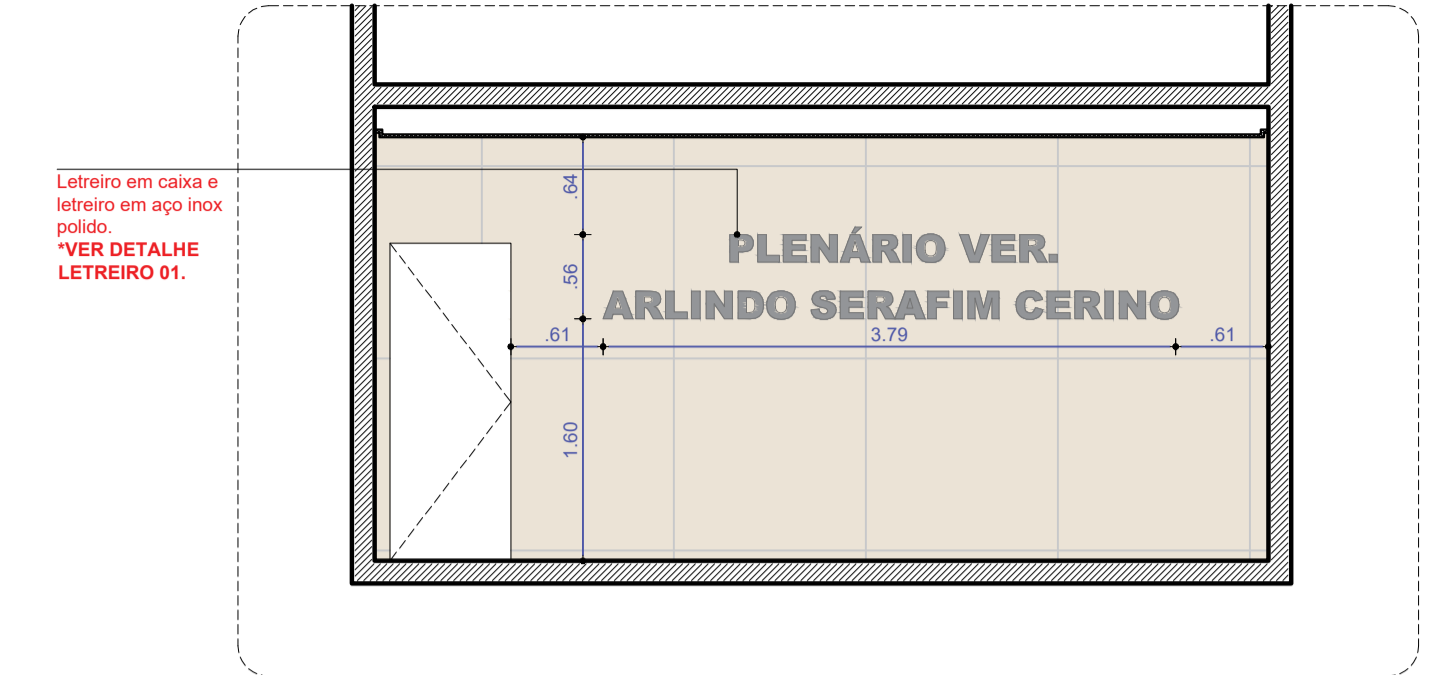 Letreiro em caixa e
letreiro em aço inox
polido.
*VER DETALHE
LETREIRO 01.
.64
PLENÁRIO VER.
.56
ARLINDO SERAFIM CERINO
.61
3.79
.61
1.60